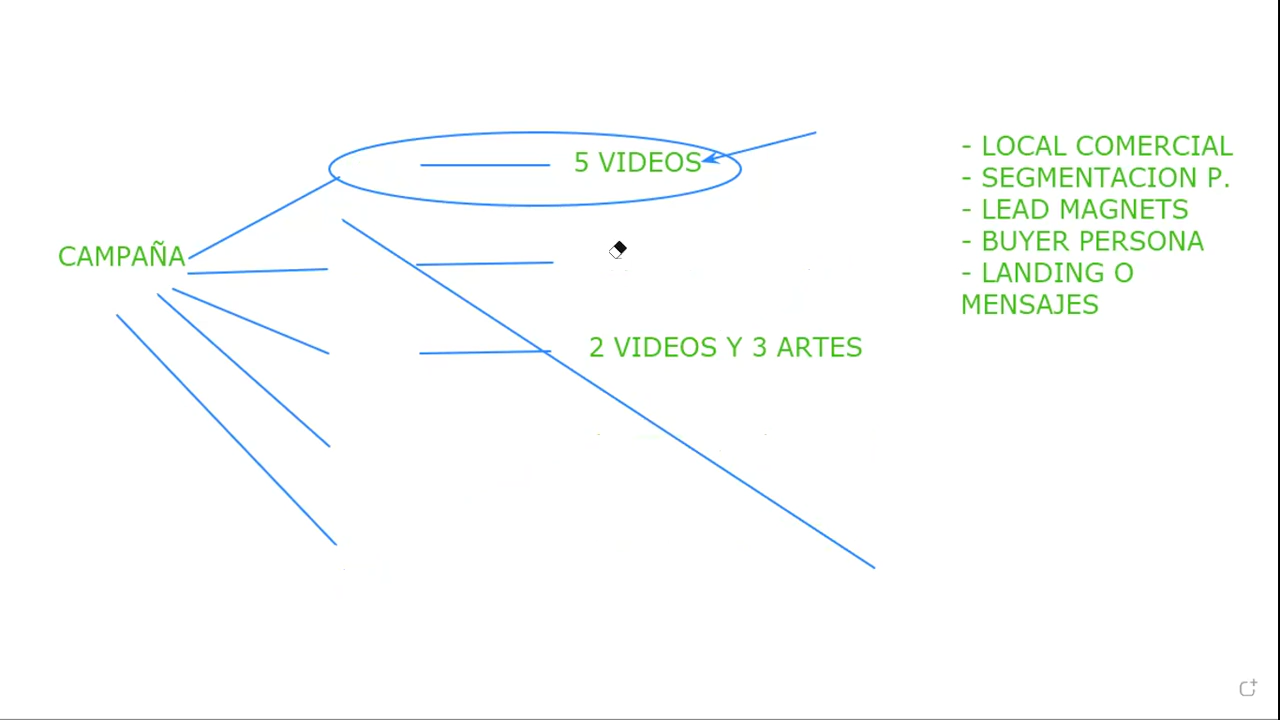 5 VIDEOS
CAMPAÑA
2 VIDEOS Y 3 ARTES
- LOCAL COMERCIAL
- SEGMENTACION P.
- LEAD MAGNETS
- BUYER PERSONA
- LANDING O
MENSAJES